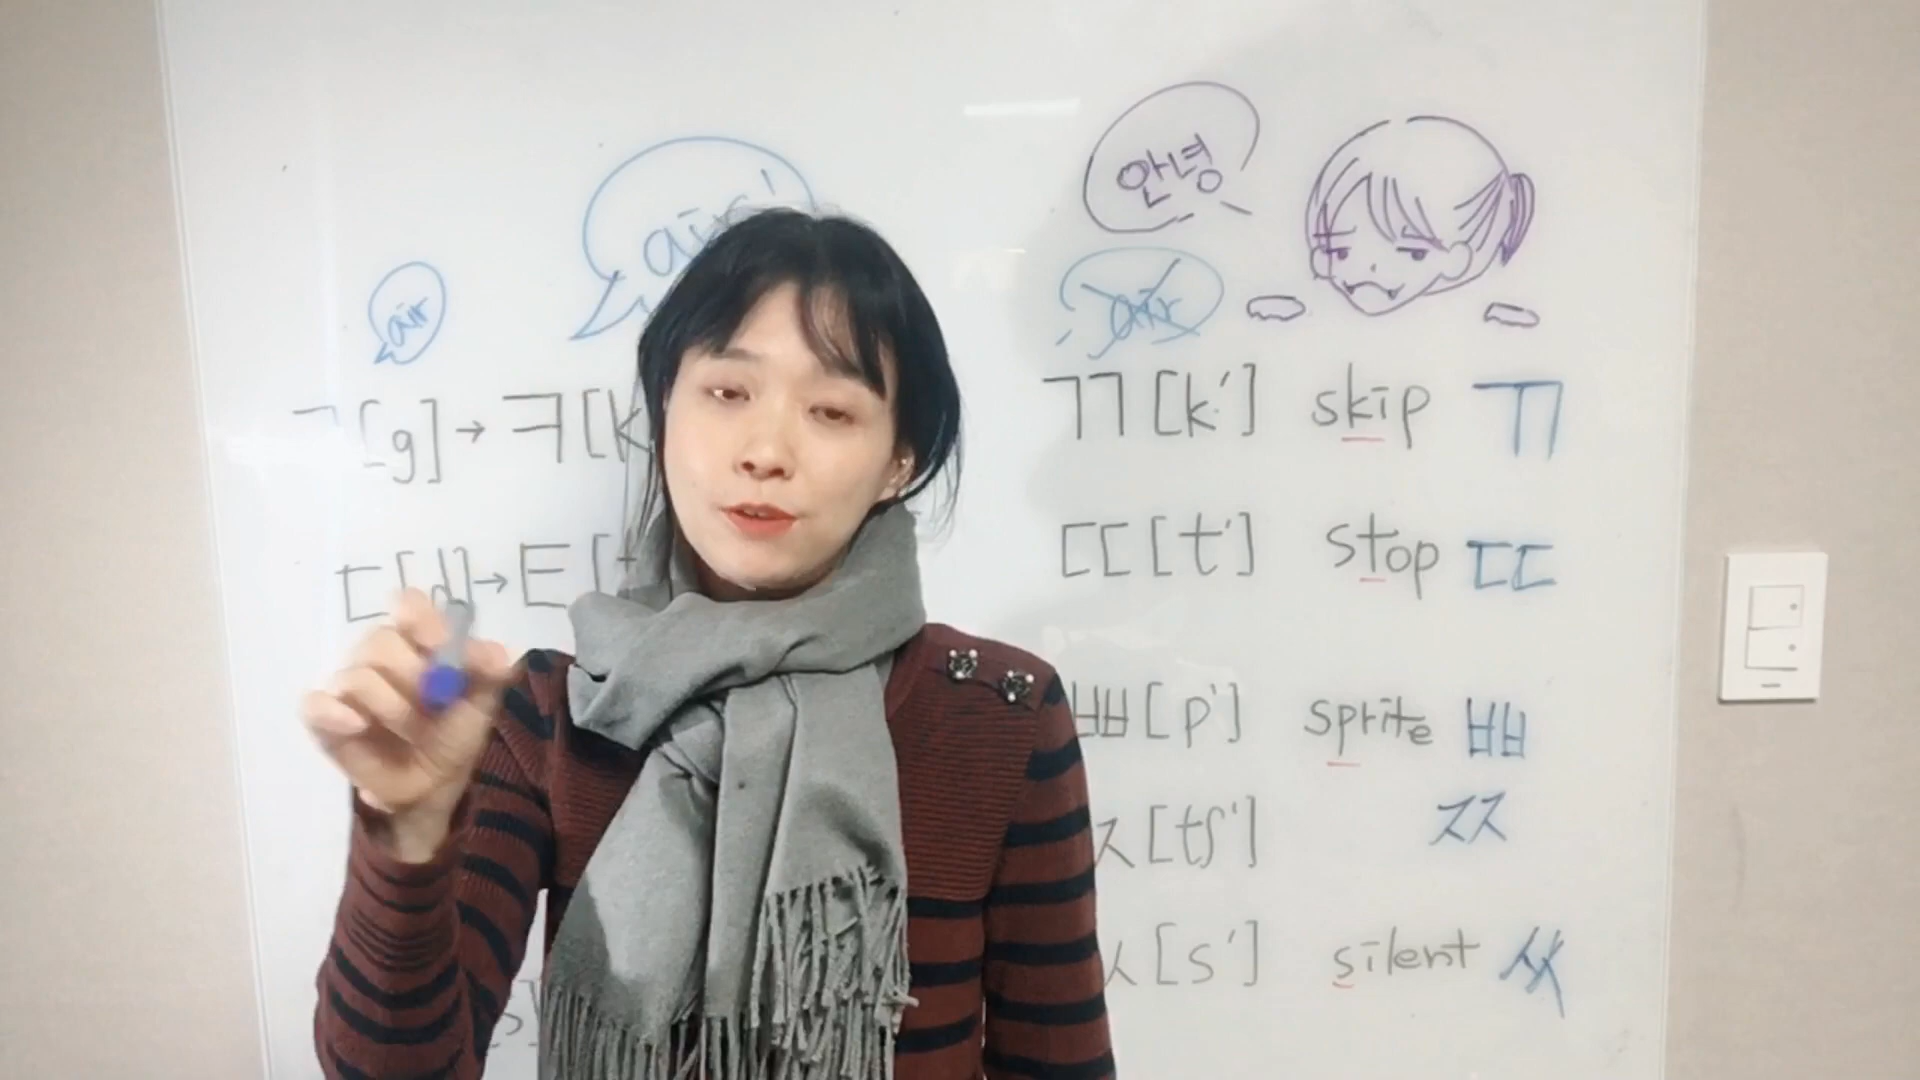 안녕
air
air
air
ㄱ [g] → ㅋ [k ㄲ [k'] skip ㄲ
ㄷ [d] → ㅌ [t ㄸ [t'] stop ㄸ
ㅃ [p'] sprite ㅃ
ㅈ [tʃ'] ㅉ
ㅅ [s'] silent ㅆ